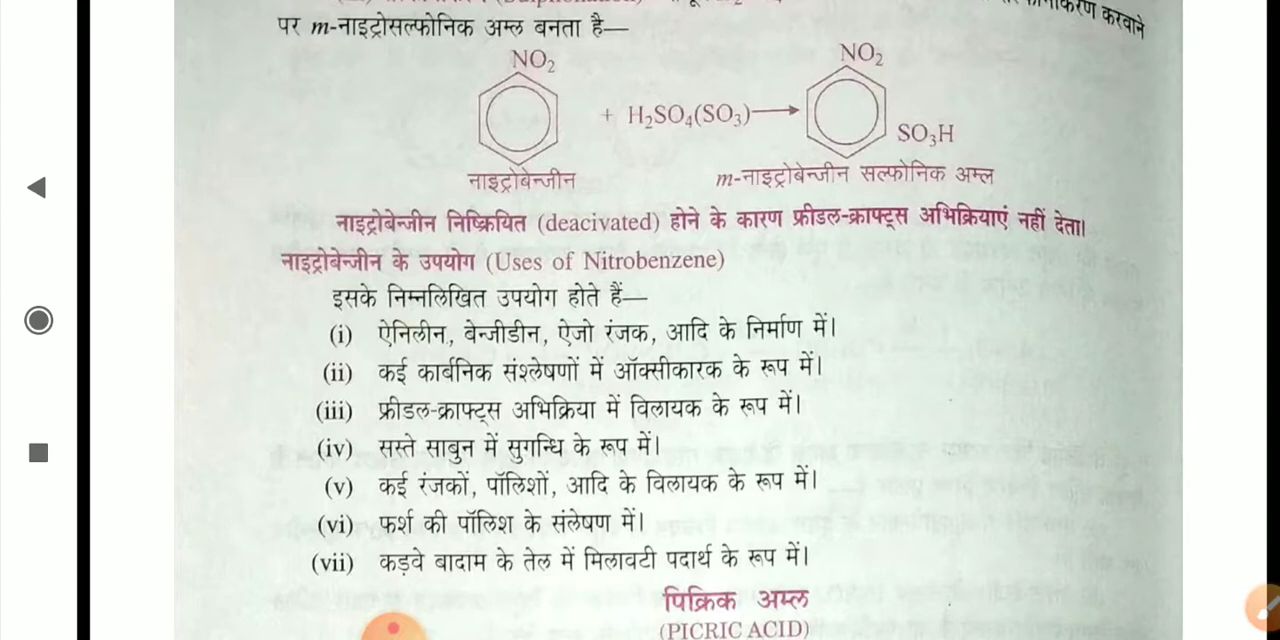 करवाने
पर m-नाइट्रोसल्फोनिक अम्ल बनता है—
NO₂ NO₂
+ H₂SO₄(SO₃)⟶
SO₃H
नाइट्रोबेन्जीन m-नाइट्रोबेन्जीन सल्फोनिक अम्ल
नाइट्रोबेन्जीन निष्क्रियित (deacivated) होने के कारण फ्रीडल-क्राफ्ट्स अभिक्रियाएं नहीं देता।
नाइट्रोबेन्जीन के उपयोग (Uses of Nitrobenzene)
इसके निम्नलिखित उपयोग होते हैं—
(i) ऐनिलीन, बेन्जीडीन, ऐजो रंजक, आदि के निर्माण में।
(ii) कई कार्बनिक संश्लेषणों में ऑक्सीकारक के रूप में।
(iii) फ्रीडल-क्राफ्ट्स अभिक्रिया में विलायक के रूप में।
(iv) सस्ते साबुन में सुगन्धि के रूप में।
(v) कई रंजकों, पॉलिशों, आदि के विलायक के रूप में।
(vi) फर्श की पॉलिश के संलेषण में।
(vii) कड़वे बादाम के तेल में मिलावटी पदार्थ के रूप में।
पिक्रिक अम्ल
(PICRIC ACID)